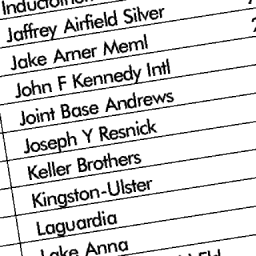 Jaffrey Airfield Silver
Jake Arner Meml
John F Kennedy Intl
Joint Base Andrews
Joseph Y Resnick
Keller Brothers
Kingston-Ulster
Laguardia
Lake Anna